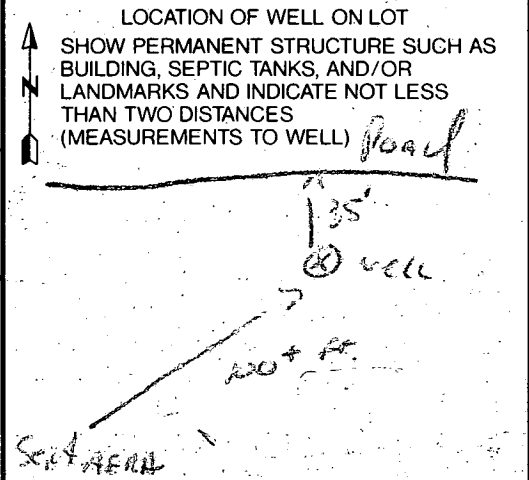 LOCATION OF WELL ON LOT
SHOW PERMANENT STRUCTURE SUCH AS
BUILDING, SEPTIC TANKS, AND/OR
LANDMARKS AND INDICATE NOT LESS
THAN TWO DISTANCES
(MEASUREMENTS TO WELL)
N
Road
35'
well
+ ft.